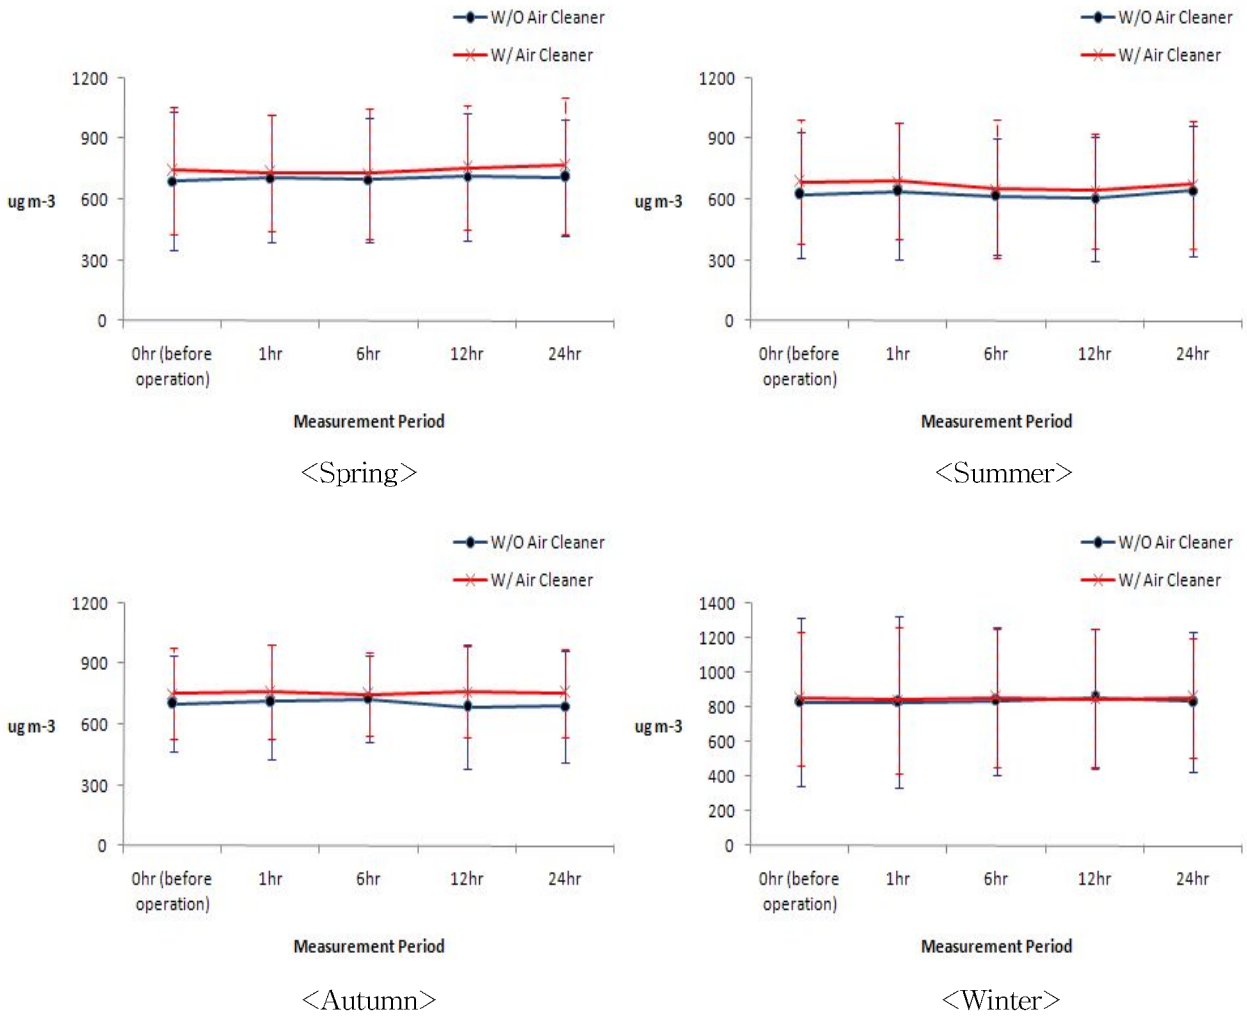 W/O Air Cleaner
W/ Air Cleaner
1200
900
600
300
0
ug m-3
0hr (before operation)
1hr
6hr
12hr
24hr
Measurement Period
<Spring>
W/O Air Cleaner
W/ Air Cleaner
1200
900
600
300
0
ug m-3
0hr (before operation)
1hr
6hr
12hr
24hr
Measurement Period
<Summer>
W/O Air Cleaner
W/ Air Cleaner
1200
900
600
300
0
ug m-3
0hr (before operation)
1hr
6hr
12hr
24hr
Measurement Period
<Autumn>
W/O Air Cleaner
W/ Air Cleaner
1400
1200
1000
800
600
400
200
0
ug m-3
0hr (before operation)
1hr
6hr
12hr
24hr
Measurement Period
<Winter>